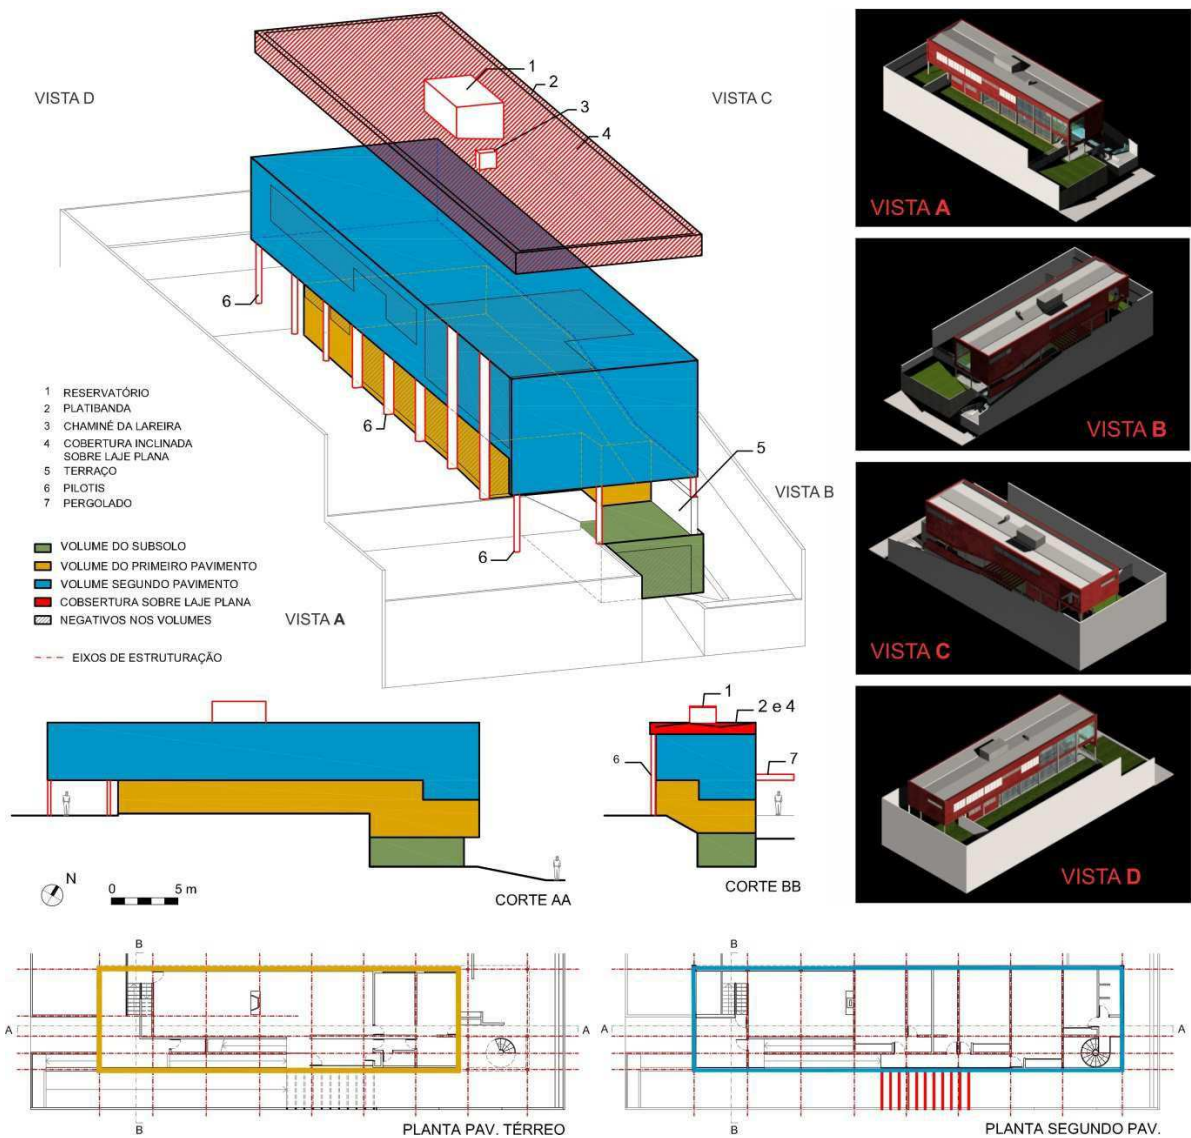 VISTA D
1
2
3
4
VISTA C
6
6
5
VISTA B
6
1 RESERVATÓRIO
2 PLATIBANDA
3 CHAMINÉ DA LAREIRA
4 COBERTURA INCLINADA
SOBRE LAJE PLANA
5 TERRAÇO
6 PILOTIS
7 PERGOLADO
VOLUME DO SUBSOLO
VOLUME DO PRIMEIRO PAVIMENTO
VOLUME SEGUNDO PAVIMENTO
COBSERTURA SOBRE LAJE PLANA
NEGATIVOS NOS VOLUMES
EIXOS DE ESTRUTURAÇÃO
VISTA A
VISTA A
VISTA B
VISTA C
VISTA D
1
2 e 4
6
7
N
0 5 m
CORTE AA
CORTE BB
B
A A
B
PLANTA PAV. TÉRREO
B
A A
B
PLANTA SEGUNDO PAV.